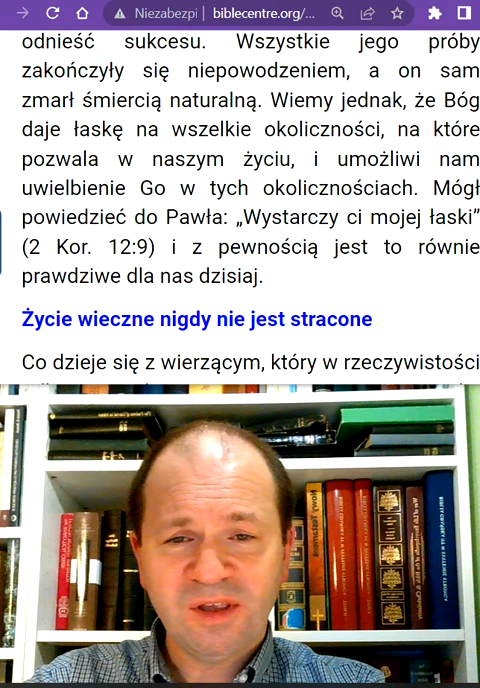 Niezabezpi
biblecentre.org/...
odnieść sukcesu. Wszystkie jego próby
zakończyły się niepowodzeniem, a on sam
zmarł śmiercią naturalną. Wiemy jednak, że Bóg
daje łaskę na wszelkie okoliczności, na które
pozwala w naszym życiu, i umożliwi nam
uwielbienie Go w tych okolicznościach. Mógł
powiedzieć do Pawła: „Wystarczy ci mojej łaski”
(2 Kor. 12:9) i z pewnością jest to równie
prawdziwe dla nas dzisiaj.
Życie wieczne nigdy nie jest stracone
Co dzieje się z wierzącym, który w rzeczywistości